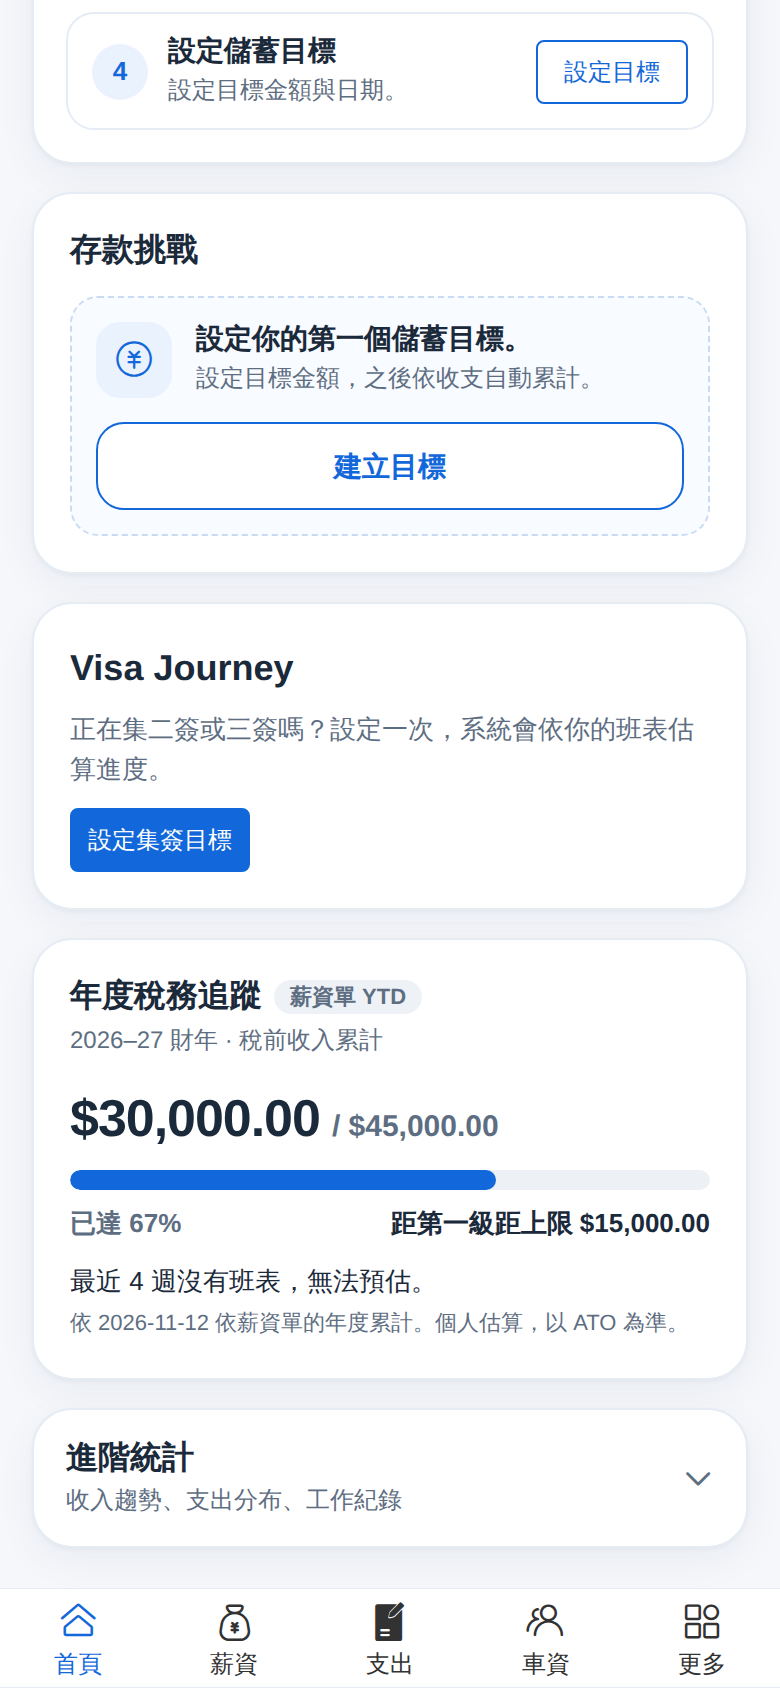 4
設定儲蓄目標
設定目標金額與日期。
設定目標
存款挑戰
設定你的第一個儲蓄目標。
設定目標金額，之後依收支自動累計。
建立目標
Visa Journey
正在集二簽或三簽嗎？設定一次，系統會依你的班表估
算進度。
設定集簽目標
年度稅務追蹤 薪資單 YTD
2026–27 財年 · 稅前收入累計
$30,000.00 / $45,000.00
已達 67% 距第一級距上限 $15,000.00
最近 4 週沒有班表，無法預估。
依 2026-11-12 依薪資單的年度累計。個人估算，以 ATO 為準。
進階統計
收入趨勢、支出分布、工作紀錄
首頁 薪資 支出 車資 更多